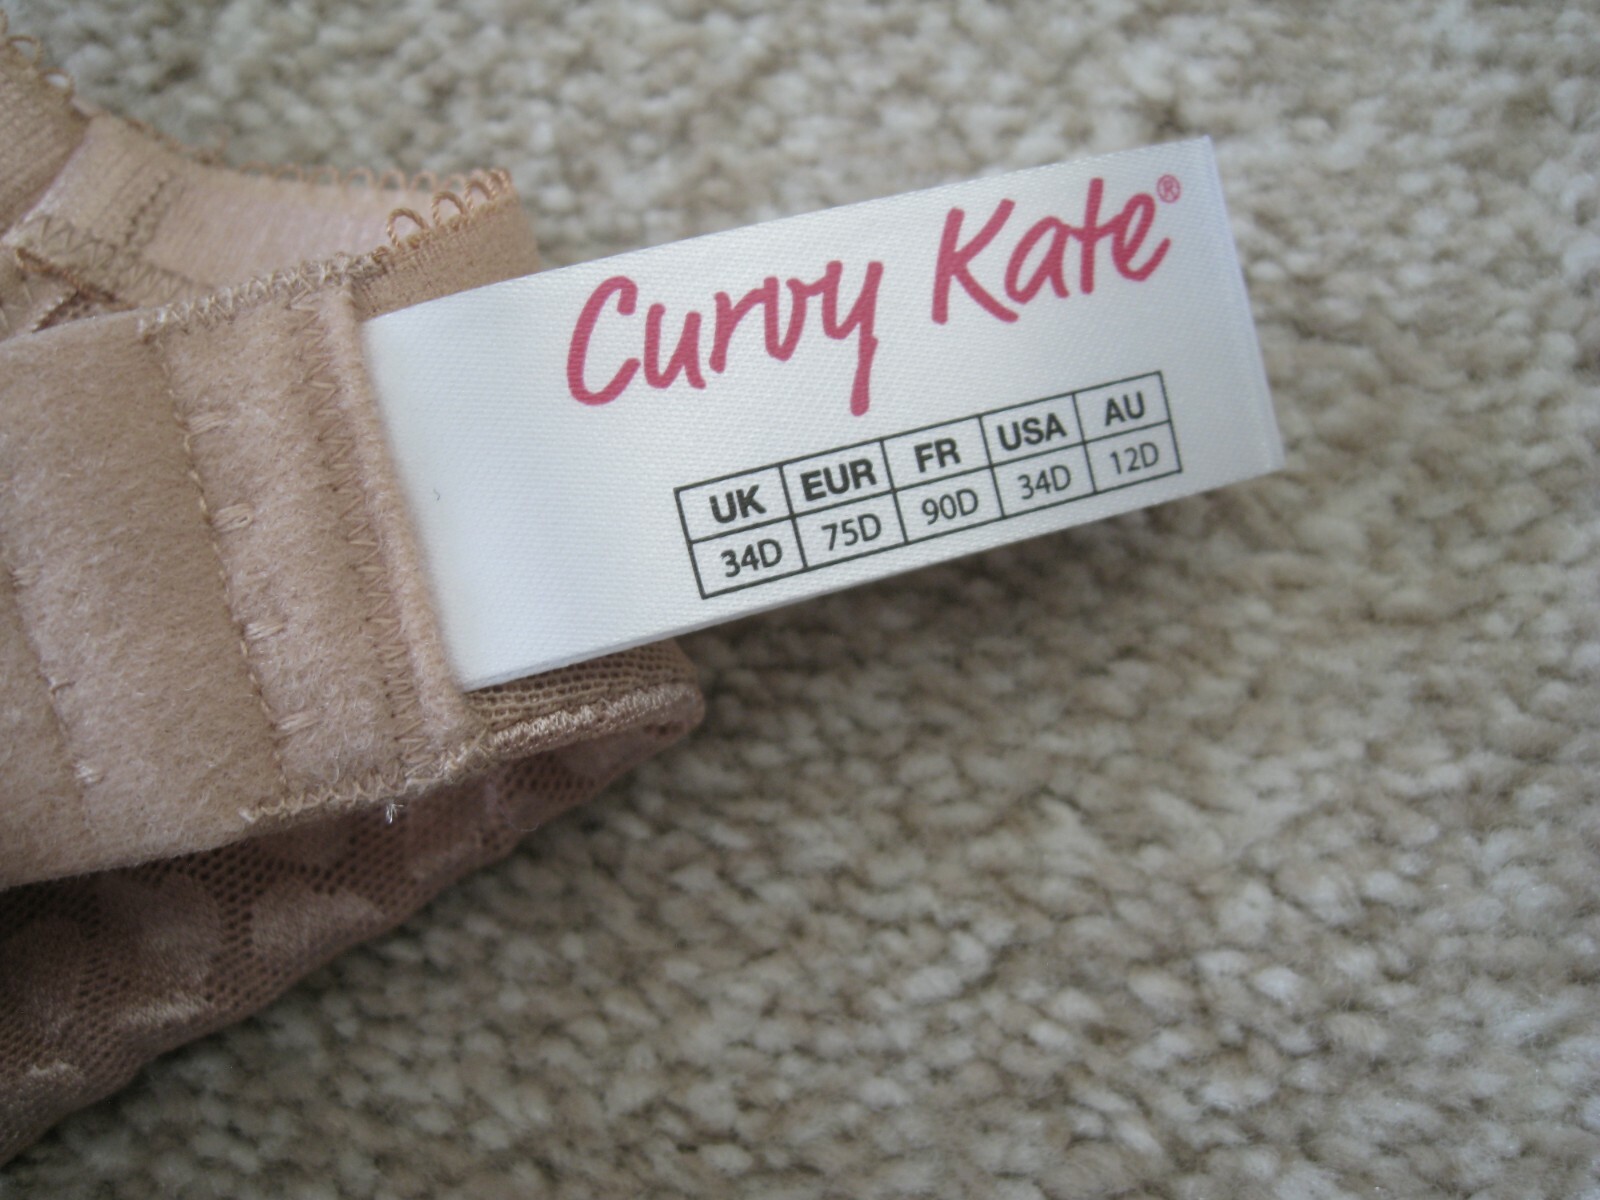 Curvy Kate®
UK EUR FR USA AU
34D 75D 90D 34D 12D